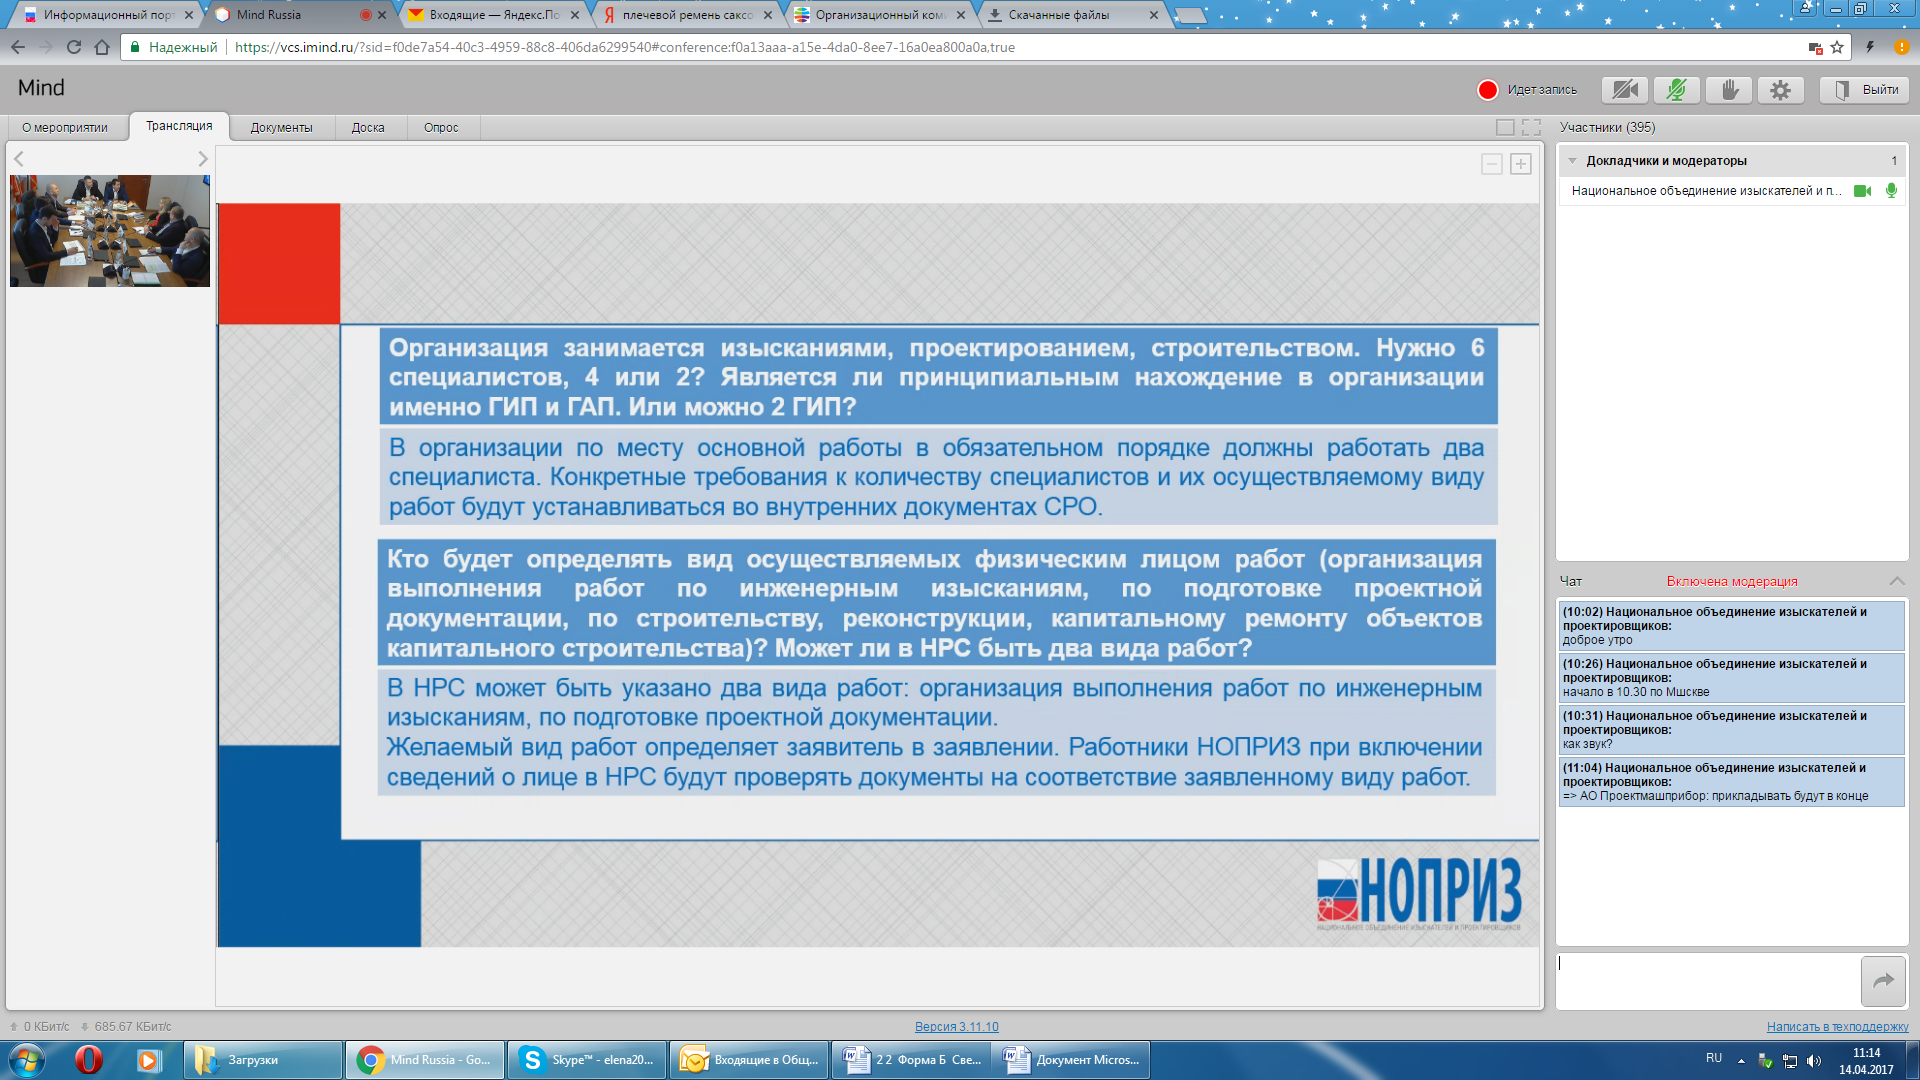 Информационный порт
Mind Russia
Входящие — Яндекс.По
плечевой ремень саксо
Организационный ком
Скачанные файлы
Надежный
https://vcs.imind.ru/?sid=f0de7a54-40c3-4959-88c8-406da6299540#conference:f0a13aaa-a15e-4da0-8ee7-16a0ea800a0a,true
Mind
Идет запись
Выйти
О мероприятии
Трансляция
Документы
Доска
Опрос
Участники (395)
Докладчики и модераторы 1
Национальное объединение изыскателей и п...
Организация занимается изысканиями, проектированием, строительством. Нужно 6
специалистов, 4 или 2? Является ли принципиальным нахождение в организации
именно ГИП и ГАП. Или можно 2 ГИП?
В организации по месту основной работы в обязательном порядке должны работать два
специалиста. Конкретные требования к количеству специалистов и их осуществляемому виду
работ будут устанавливаться во внутренних документах СРО.
Кто будет определять вид осуществляемых физическим лицом работ (организация
выполнения работ по инженерным изысканиям, по подготовке проектной
документации, по строительству, реконструкции, капитальному ремонту объектов
капитального строительства)? Может ли в НРС быть два вида работ?
В НРС может быть указано два вида работ: организация выполнения работ по инженерным
изысканиям, по подготовке проектной документации.
Желаемый вид работ определяет заявитель в заявлении. Работники НОПРИЗ при включении
сведений о лице в НРС будут проверять документы на соответствие заявленному виду работ.
НОПРИЗ
НАЦИОНАЛЬНОЕ ОБЪЕДИНЕНИЕ ИЗЫСКАТЕЛЕЙ И ПРОЕКТИРОВЩИКОВ
Чат
Включена модерация
(10:02) Национальное объединение изыскателей и
проектировщиков:
доброе утро
(10:26) Национальное объединение изыскателей и
проектировщиков:
начало в 10.30 по Мшскве
(10:31) Национальное объединение изыскателей и
проектировщиков:
как звук?
(11:04) Национальное объединение изыскателей и
проектировщиков:
=> АО Проектмашприбор: прикладывать будут в конце
0 КБит/с
685.67 КБит/с
Версия 3.11.10
Написать в техподдержку
Загрузки
Mind Russia - Go...
Skype™ - elena20...
Входящие в Общ...
2 2 Форма Б Све...
Документ Micros...
RU
11:14
14.04.2017